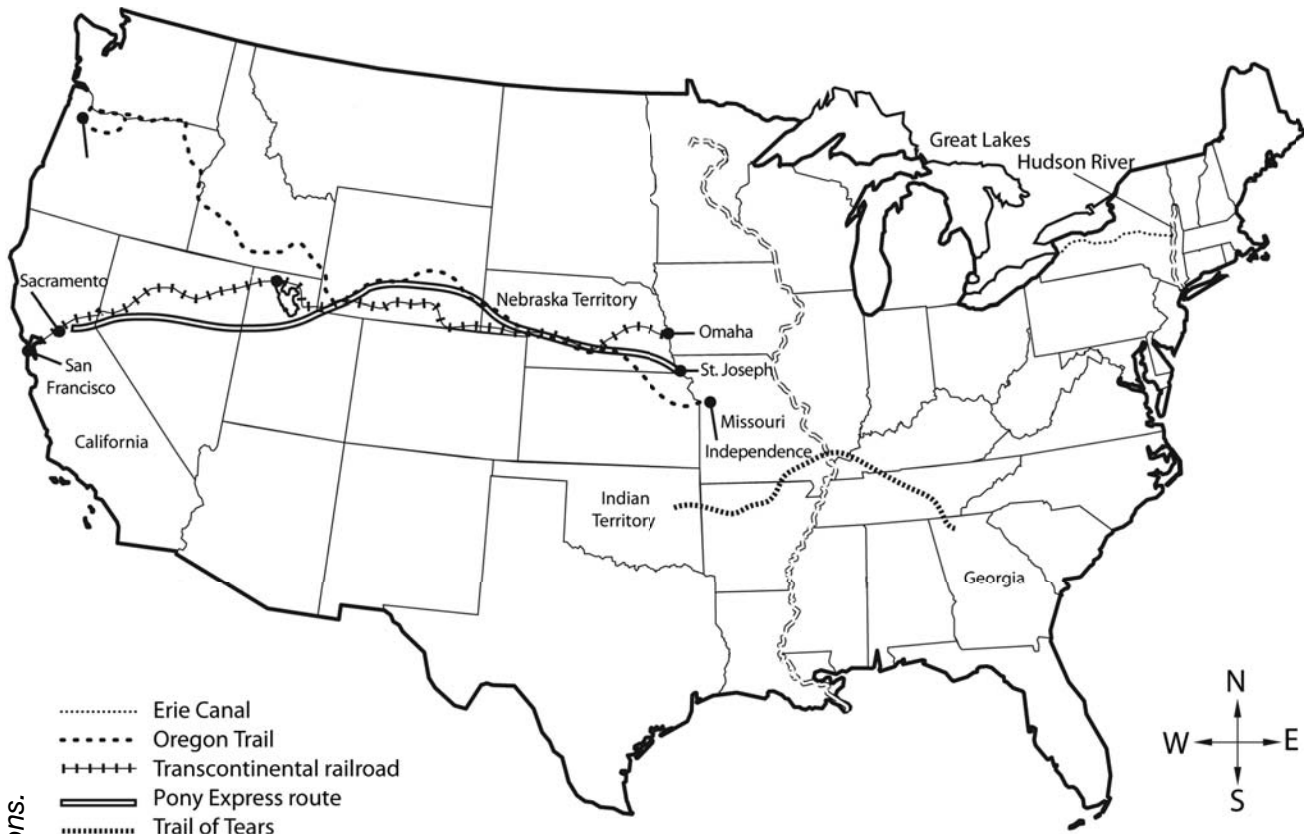 Great Lakes
Hudson River
Sacramento
Nebraska Territory
Omaha
San
Francisco
St. Joseph
Missouri
California
Independence
Indian
Territory
Georgia
Erie Canal
Oregon Trail
Transcontinental railroad
Pony Express route
Trail of Tears
N
W
E
S
ons.